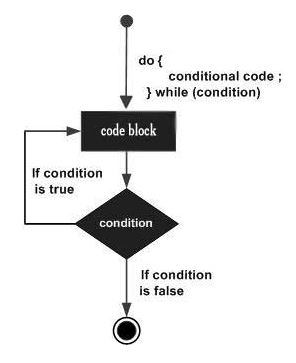 do {
conditional code ;
} while (condition)
code block
If condition
is true
condition
If condition
is false